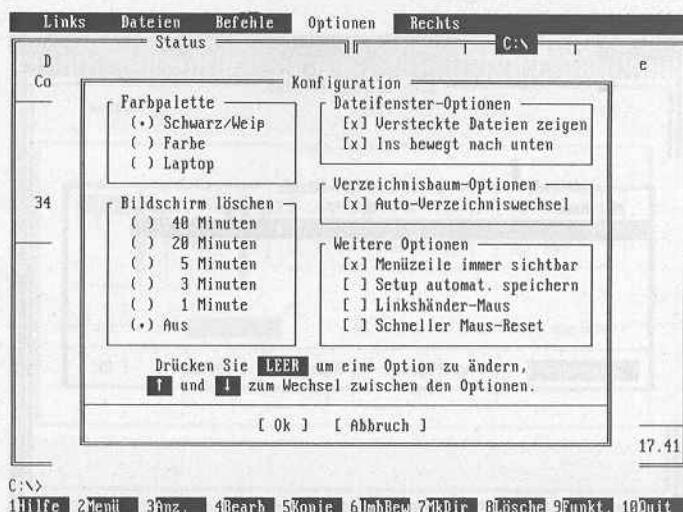 Links Dateien Befehle Optionen Rechts
Status
C:\
D
e
Co
Konfiguration
Farbpalette
(•) Schwarz/Weiß
( ) Farbe
( ) Laptop
Dateifenster-Optionen
[x] Versteckte Dateien zeigen
[x] Ins bewegt nach unten
Verzeichnisbaum-Optionen
[x] Auto-Verzeichniswechsel
34
Bildschirm löschen
( ) 40 Minuten
( ) 20 Minuten
( ) 5 Minuten
( ) 3 Minuten
( ) 1 Minute
(•) Aus
Weitere Optionen
[x] Menüzeile immer sichtbar
[ ] Setup automat. speichern
[ ] Linkshänder-Maus
[ ] Schneller Maus-Reset
Drücken Sie LEER um eine Option zu ändern,
↑ und ↓ zum Wechsel zwischen den Optionen.
[ Ok ] [ Abbruch ]
17.41
C:\>
1Hilfe 2Menü 3Anz. 4Bearb 5Kopie 6UmbBew 7MkDir 8Lösche 9Funkt. 10Quit